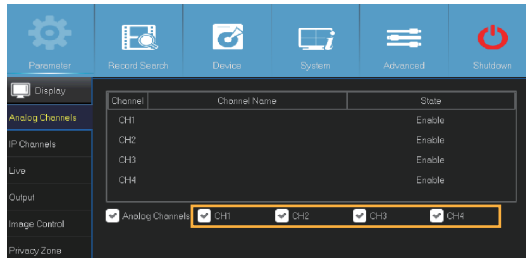 Parameter Record Search Device System Advanced Shutdown
Display
Analog Channels
IP Channels
Live
Output
Image Control
Privacy Zone
Channel Channel Name State
CH1 Enable
CH2 Enable
CH3 Enable
CH4 Enable
Analog Channels CH1 CH2 CH3 CH4